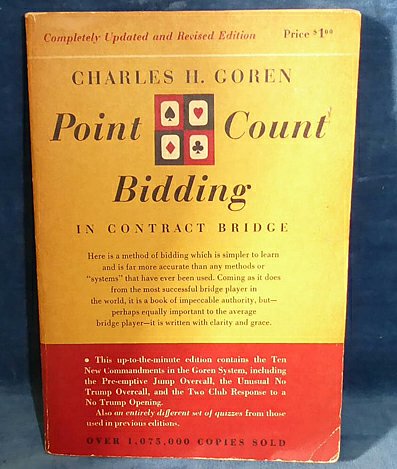 Completely Updated and Revised Edition Price $1.00
CHARLES H. GOREN
Point Count
Bidding
IN CONTRACT BRIDGE
Here is a method of bidding which is simpler to learn
and is far more accurate than any methods or
"systems" that have ever been used. Coming as it does
from the most successful bridge player in
the world, it is a book of impeccable authority, but—
perhaps equally important to the average
bridge player—it is written with clarity and grace.
• This up-to-the-minute edition contains the Ten
New Commandments in the Goren System, including
the Pre-emptive Jump Overcall, the Unusual No
Trump Overcall, and the Two Club Response to a
No Trump Opening.
Also an entirely different set of quizzes from those
used in previous editions.
OVER 1,075,000 COPIES SOLD